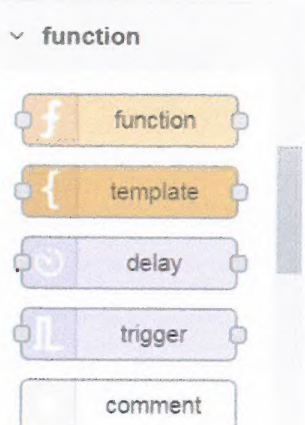 function
function
template
delay
trigger
comment